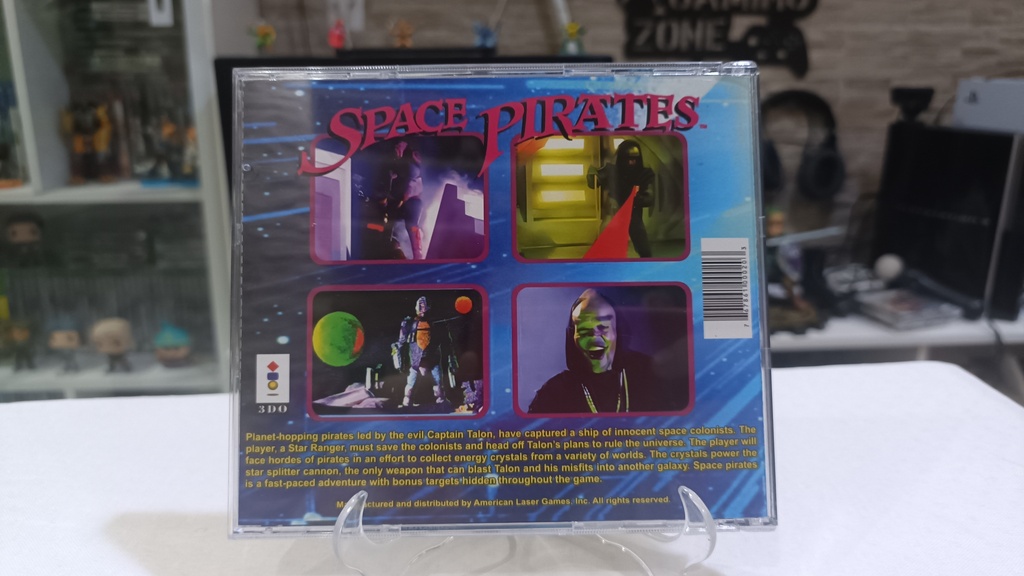 GAMING
ZONE
SPACE PIRATES™
3DO
Planet-hopping pirates led by the evil Captain Talon, have captured a ship of innocent space colonists. The
player, a Star Ranger, must save the colonists and head off Talon's plans to rule the universe. The player will
face hordes of pirates in an effort to collect energy crystals from a variety of worlds. The crystals power the
star splitter cannon, the only weapon that can blast Talon and his misfits into another galaxy. Space pirates
is a fast-paced adventure with bonus targets hidden throughout the game.
Manufactured and distributed by American Laser Games. Inc. All rights reserved.